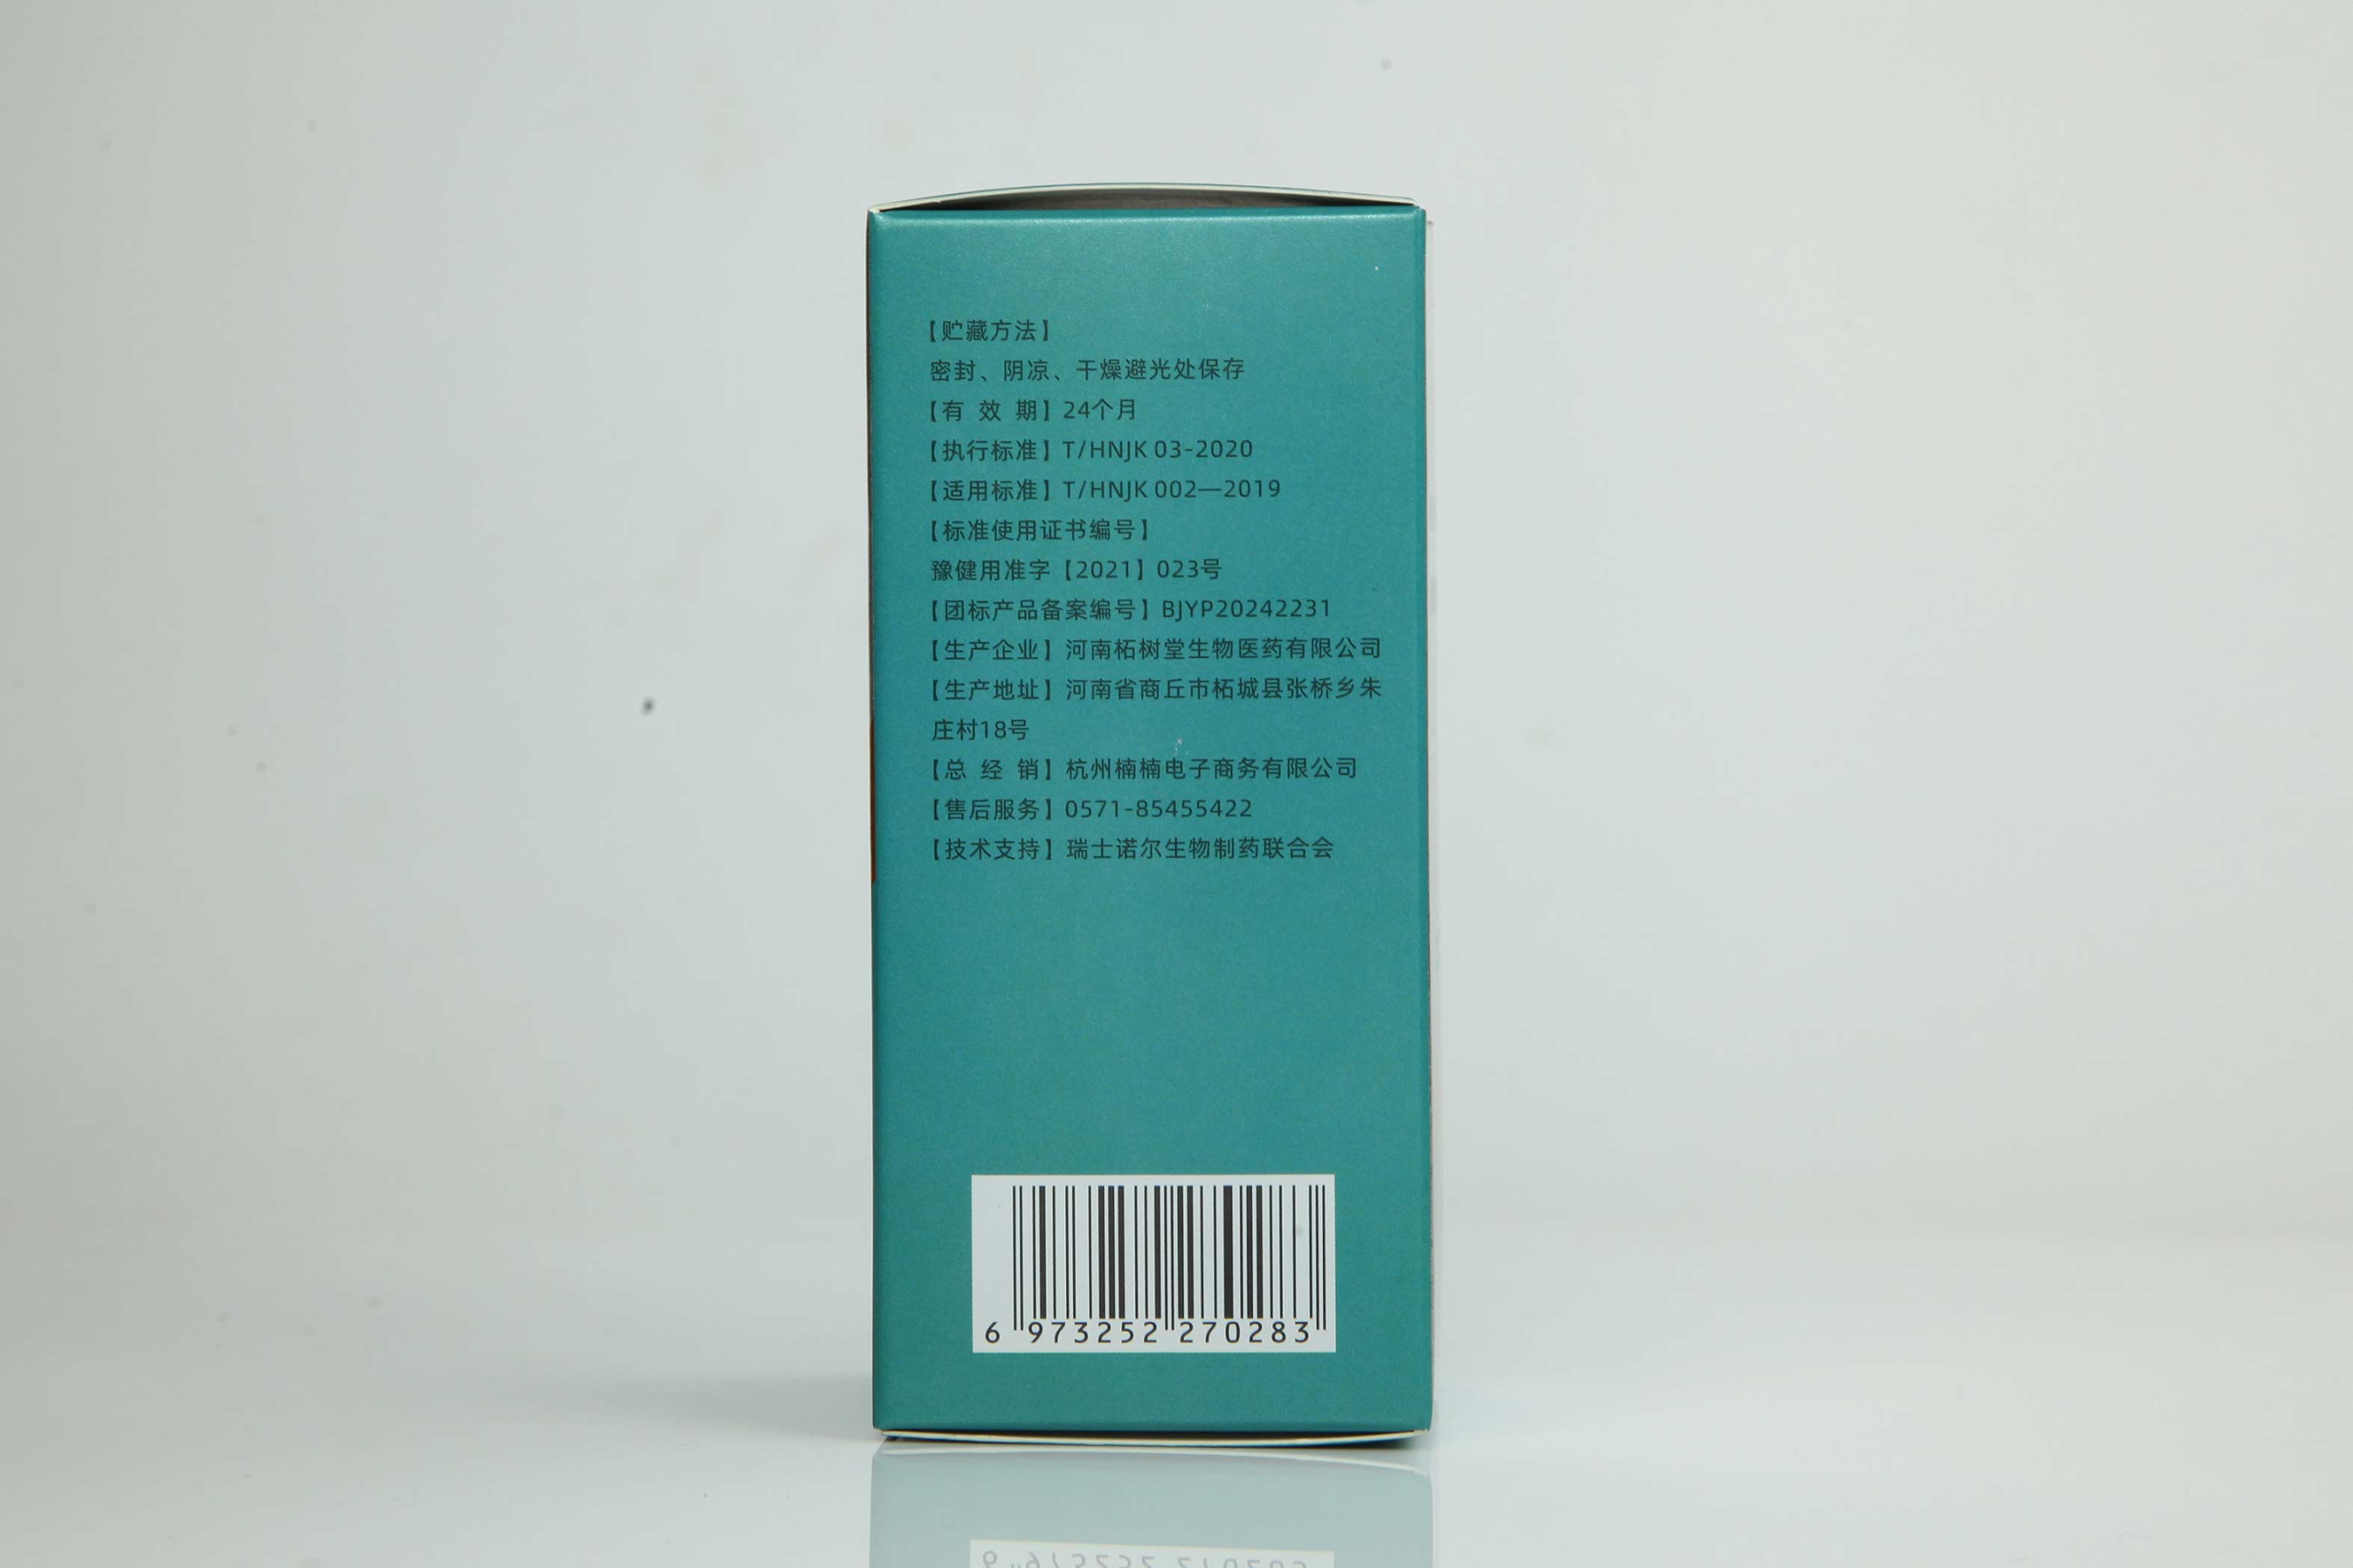 【贮藏方法】
密封、阴凉、干燥避光处保存
【有 效 期】24个月
【执行标准】T/HNJK 03-2020
【适用标准】T/HNJK 002—2019
【标准使用证书编号】
豫健用准字【2021】023号
【团标产品备案编号】BJYP20242231
【生产企业】河南柘树堂生物医药有限公司
【生产地址】河南省商丘市柘城县张桥乡朱
庄村18号
【总 经 销】杭州楠楠电子商务有限公司
【售后服务】0571-85455422
【技术支持】瑞士诺尔生物制药联合会
6 973252 270283